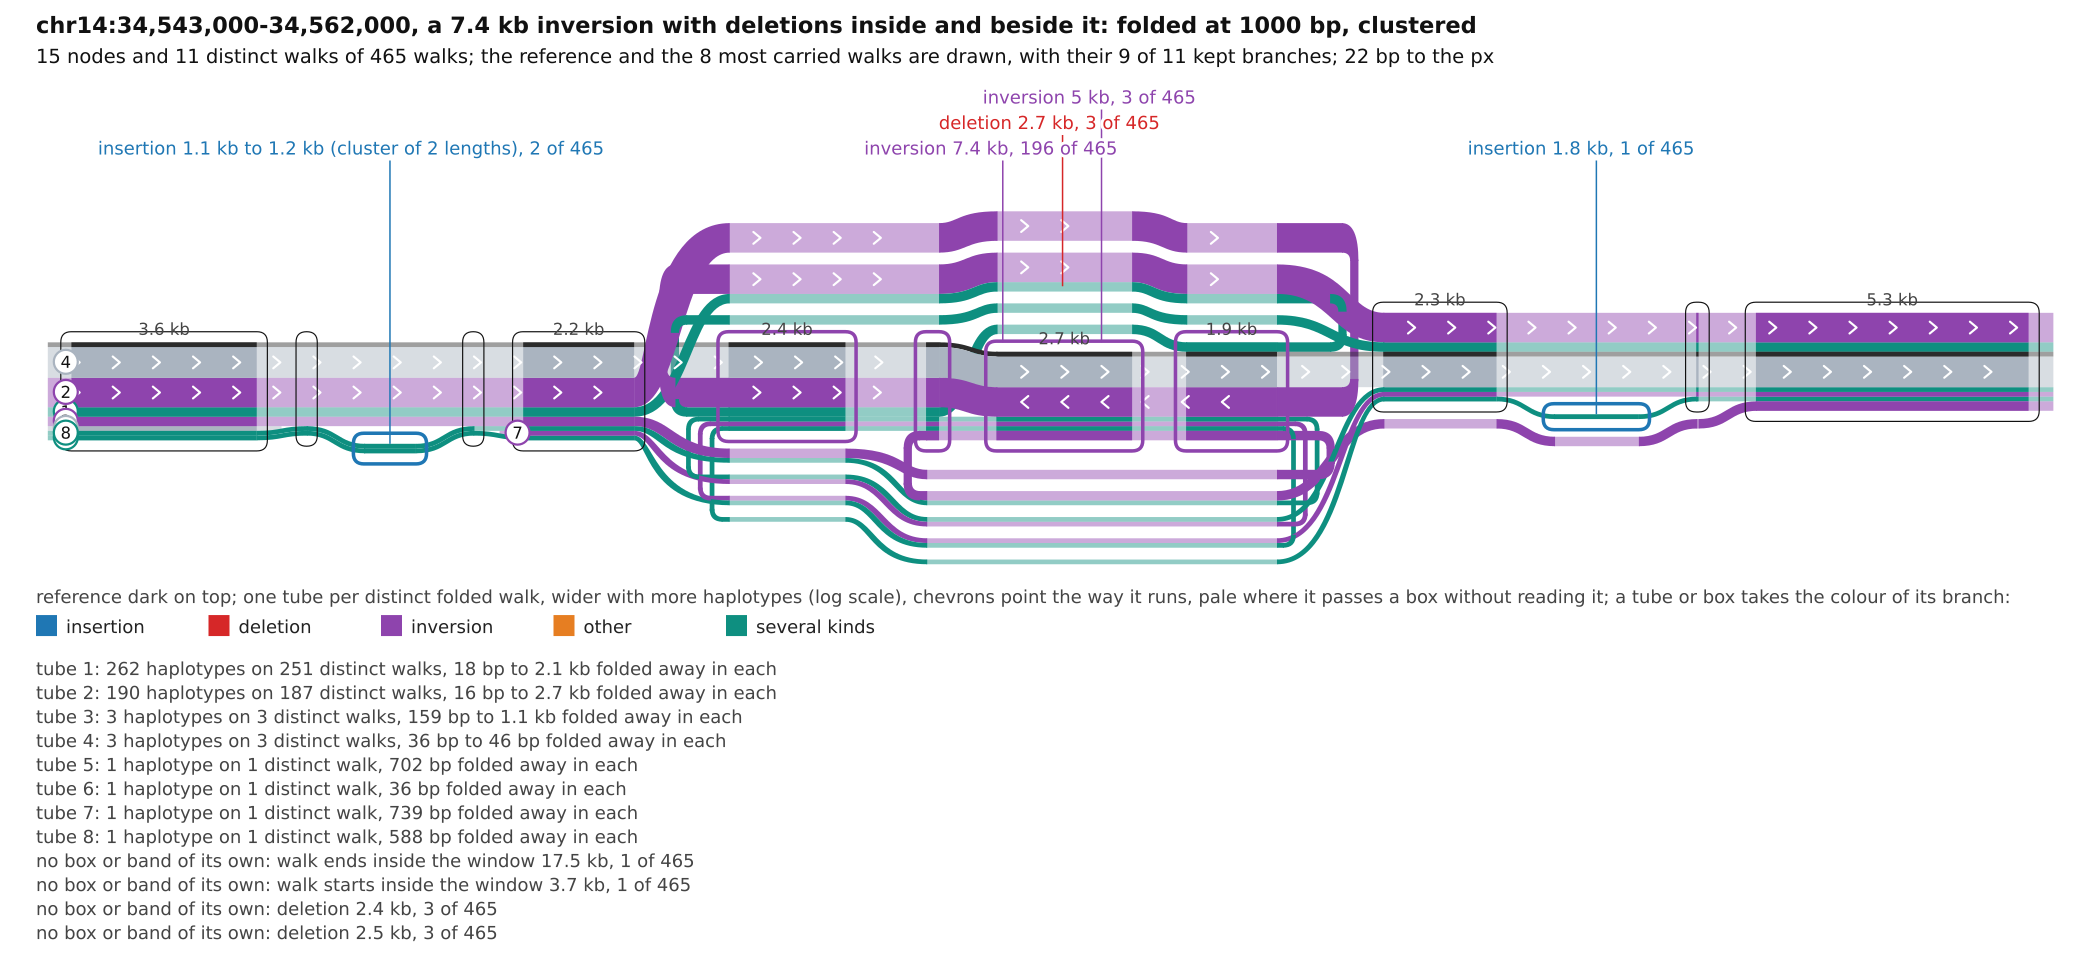 chr14:34,543,000-34,562,000, a 7.4 kb inversion with deletions inside and beside it: folded at 1000 bp, clustered
15 nodes and 11 distinct walks of 465 walks; the reference and the 8 most carried walks are drawn, with their 9 of 11 kept branches; 22 bp to the px
inversion 5 kb, 3 of 465
deletion 2.7 kb, 3 of 465
insertion 1.1 kb to 1.2 kb (cluster of 2 lengths), 2 of 465
inversion 7.4 kb, 196 of 465
insertion 1.8 kb, 1 of 465
3.6 kb
2.2 kb
2.4 kb
2.7 kb
1.9 kb
2.3 kb
5.3 kb
4
2
8
7
reference dark on top; one tube per distinct folded walk, wider with more haplotypes (log scale), chevrons point the way it runs, pale where it passes a box without reading it; a tube or box takes the colour of its branch:
insertion
deletion
inversion
other
several kinds
tube 1: 262 haplotypes on 251 distinct walks, 18 bp to 2.1 kb folded away in each
tube 2: 190 haplotypes on 187 distinct walks, 16 bp to 2.7 kb folded away in each
tube 3: 3 haplotypes on 3 distinct walks, 159 bp to 1.1 kb folded away in each
tube 4: 3 haplotypes on 3 distinct walks, 36 bp to 46 bp folded away in each
tube 5: 1 haplotype on 1 distinct walk, 702 bp folded away in each
tube 6: 1 haplotype on 1 distinct walk, 36 bp folded away in each
tube 7: 1 haplotype on 1 distinct walk, 739 bp folded away in each
tube 8: 1 haplotype on 1 distinct walk, 588 bp folded away in each
no box or band of its own: walk ends inside the window 17.5 kb, 1 of 465
no box or band of its own: walk starts inside the window 3.7 kb, 1 of 465
no box or band of its own: deletion 2.4 kb, 3 of 465
no box or band of its own: deletion 2.5 kb, 3 of 465